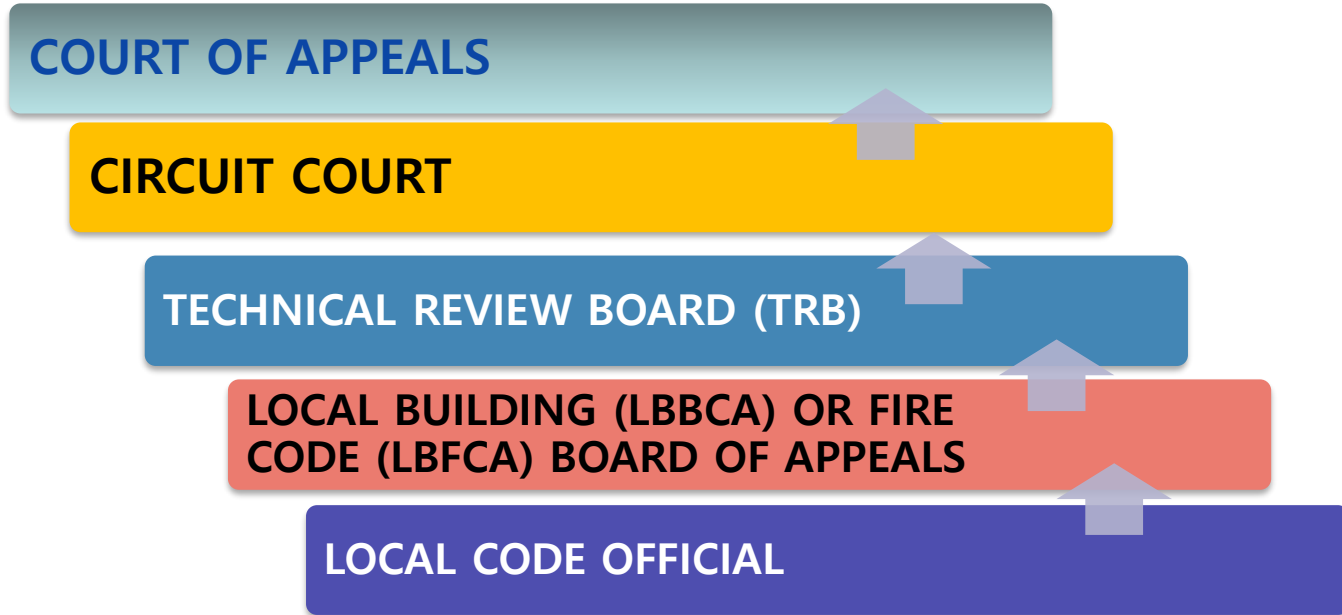 COURT OF APPEALS
CIRCUIT COURT
TECHNICAL REVIEW BOARD (TRB)
LOCAL BUILDING (LBBCA) OR FIRE
CODE (LBFCA) BOARD OF APPEALS
LOCAL CODE OFFICIAL